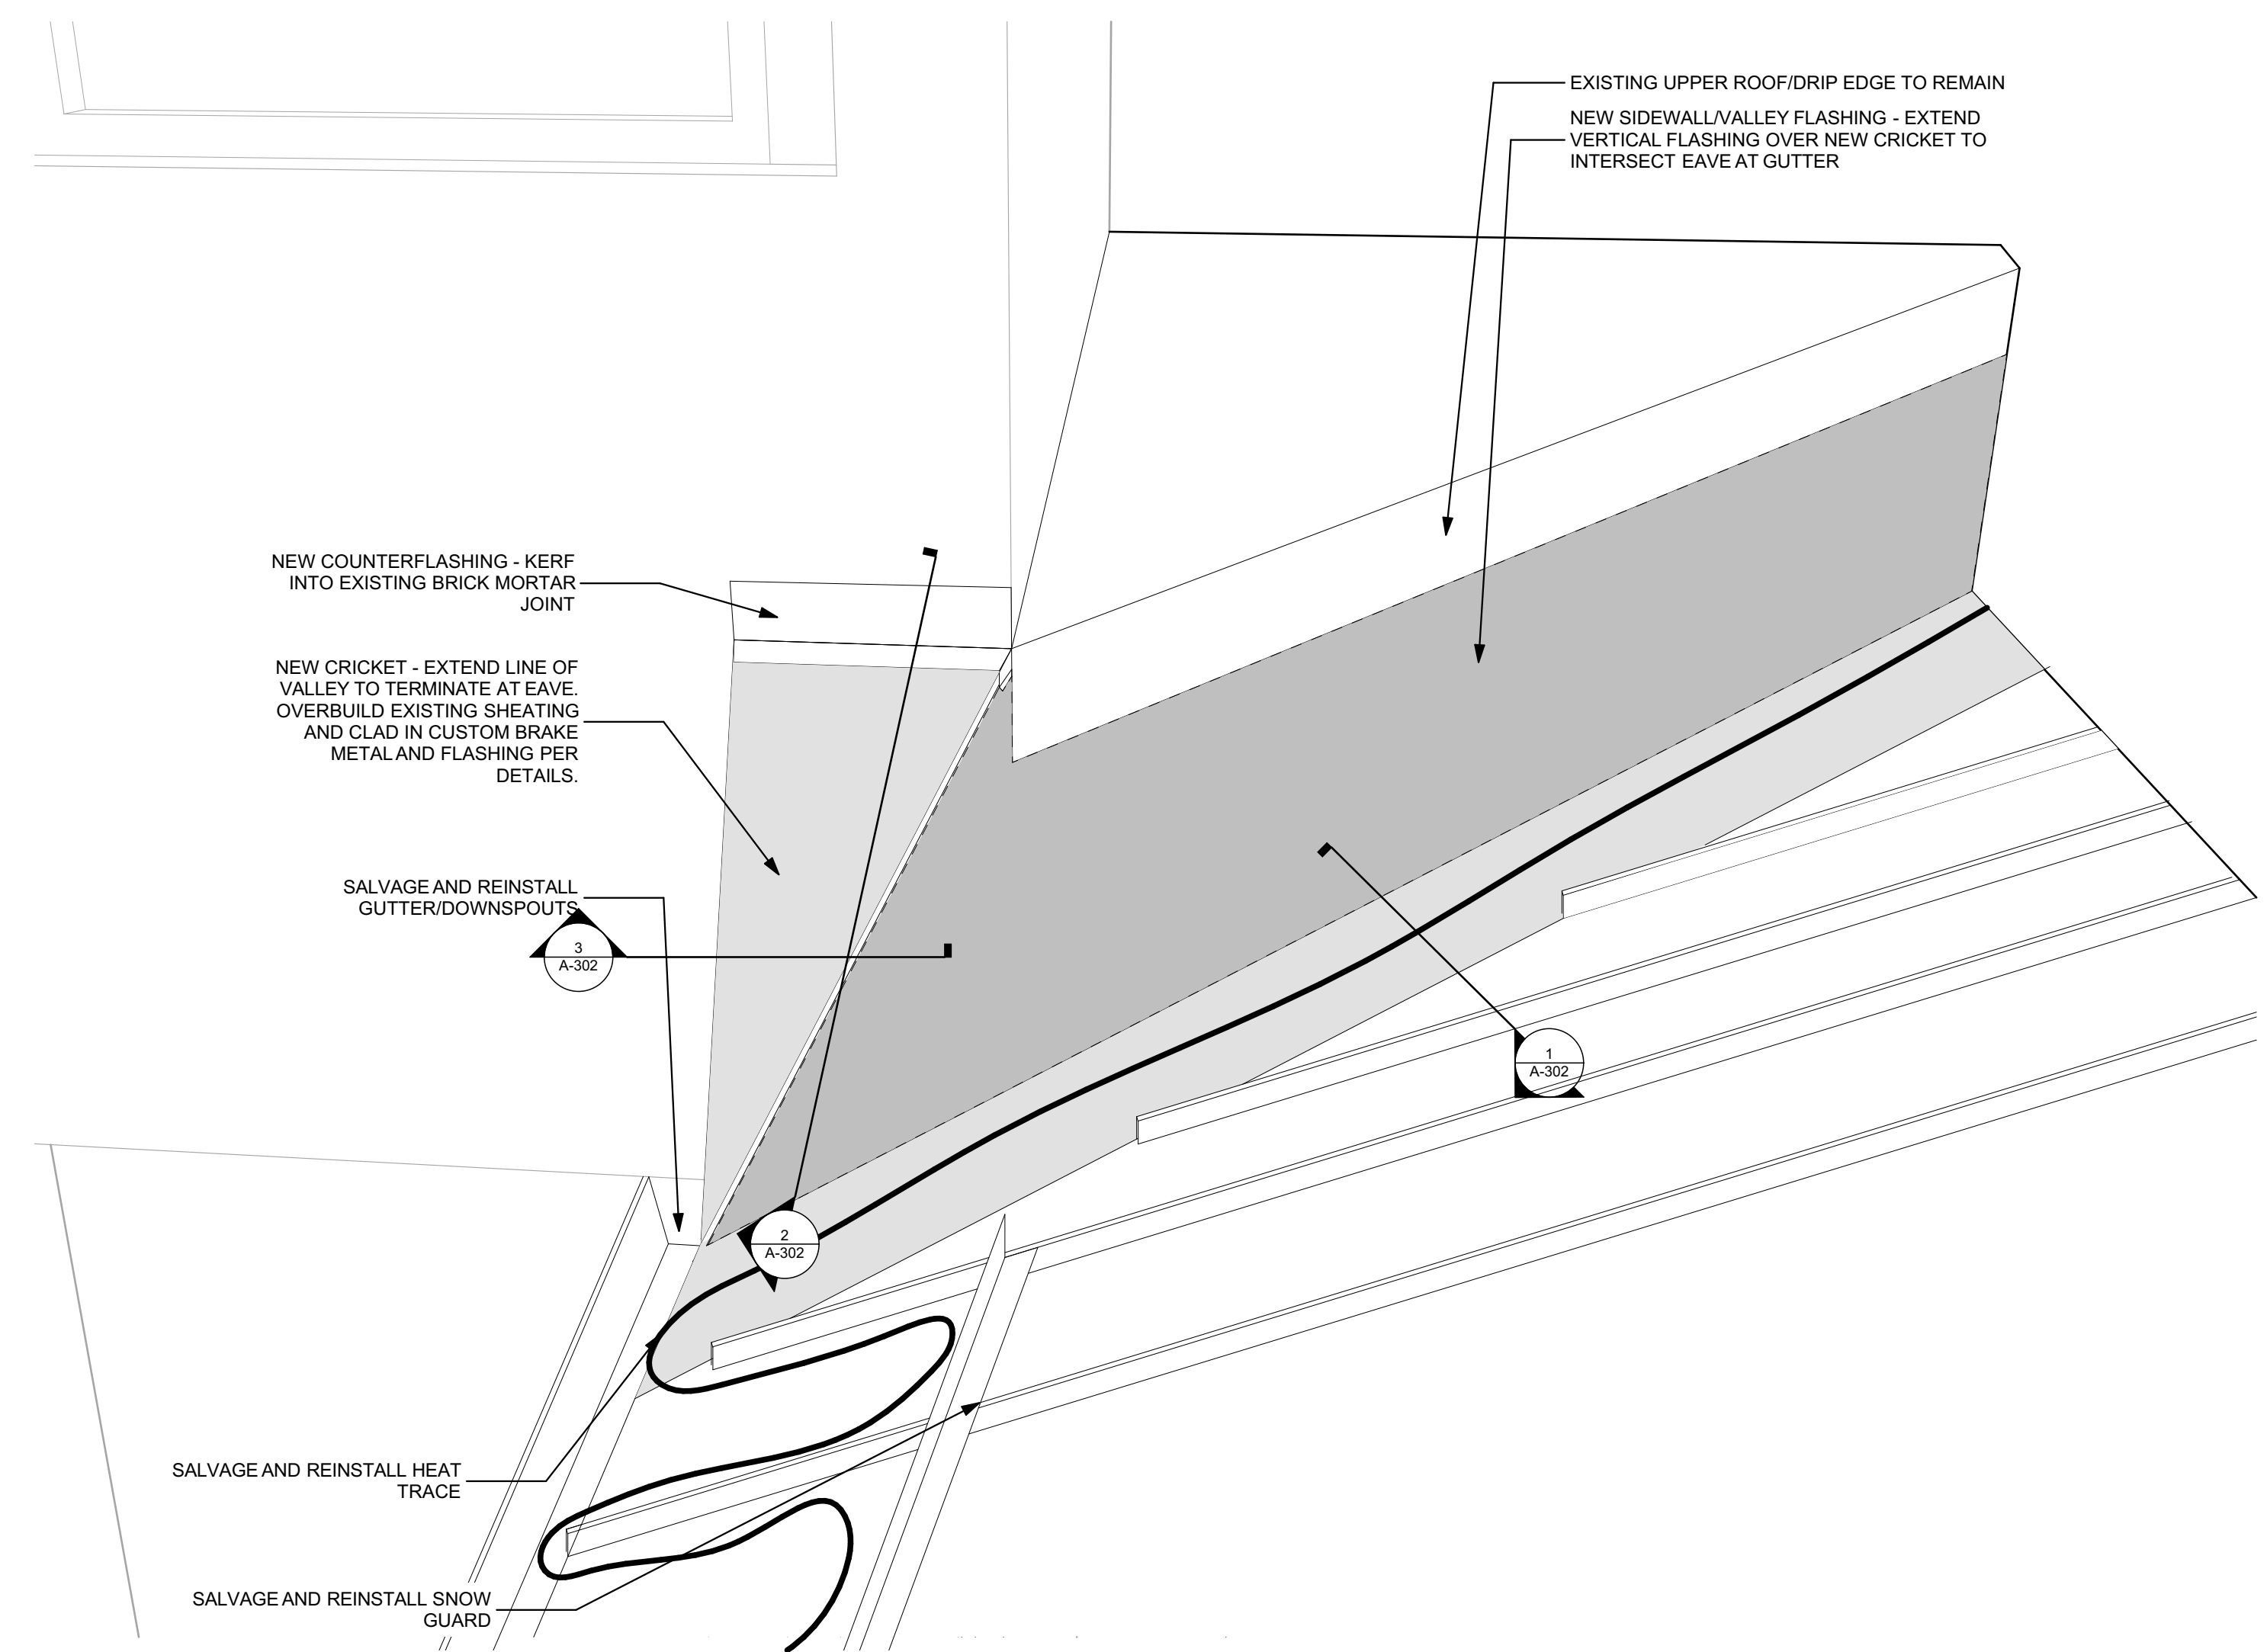 EXISTING UPPER ROOF/DRIP EDGE TO REMAIN
NEW SIDEWALL/VALLEY FLASHING - EXTEND
VERTICAL FLASHING OVER NEW CRICKET TO
INTERSECT EAVE AT GUTTER
NEW COUNTERFLASHING - KERF
INTO EXISTING BRICK MORTAR
JOINT
NEW CRICKET - EXTEND LINE OF
VALLEY TO TERMINATE AT EAVE.
OVERBUILD EXISTING SHEATING
AND CLAD IN CUSTOM BRAKE
METAL AND FLASHING PER
DETAILS.
SALVAGE AND REINSTALL
GUTTER/DOWNSPOUTS
3
A-302
1
A-302
2
A-302
SALVAGE AND REINSTALL HEAT
TRACE
SALVAGE AND REINSTALL SNOW
GUARD